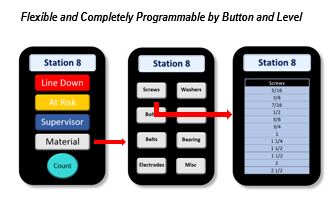 Flexible and Completely Programmable by Button and Level
Station 8
Line Down
At Risk
Supervisor
Material
Count
Station 8
Screws
Washers
Belts
Bearing
Electrodes
Misc
Station 8
Screws
5/16
3/8
7/16
1/2
5/8
3/4
1
1 1/4
1 1/2
1 1/2
2
2 1/2